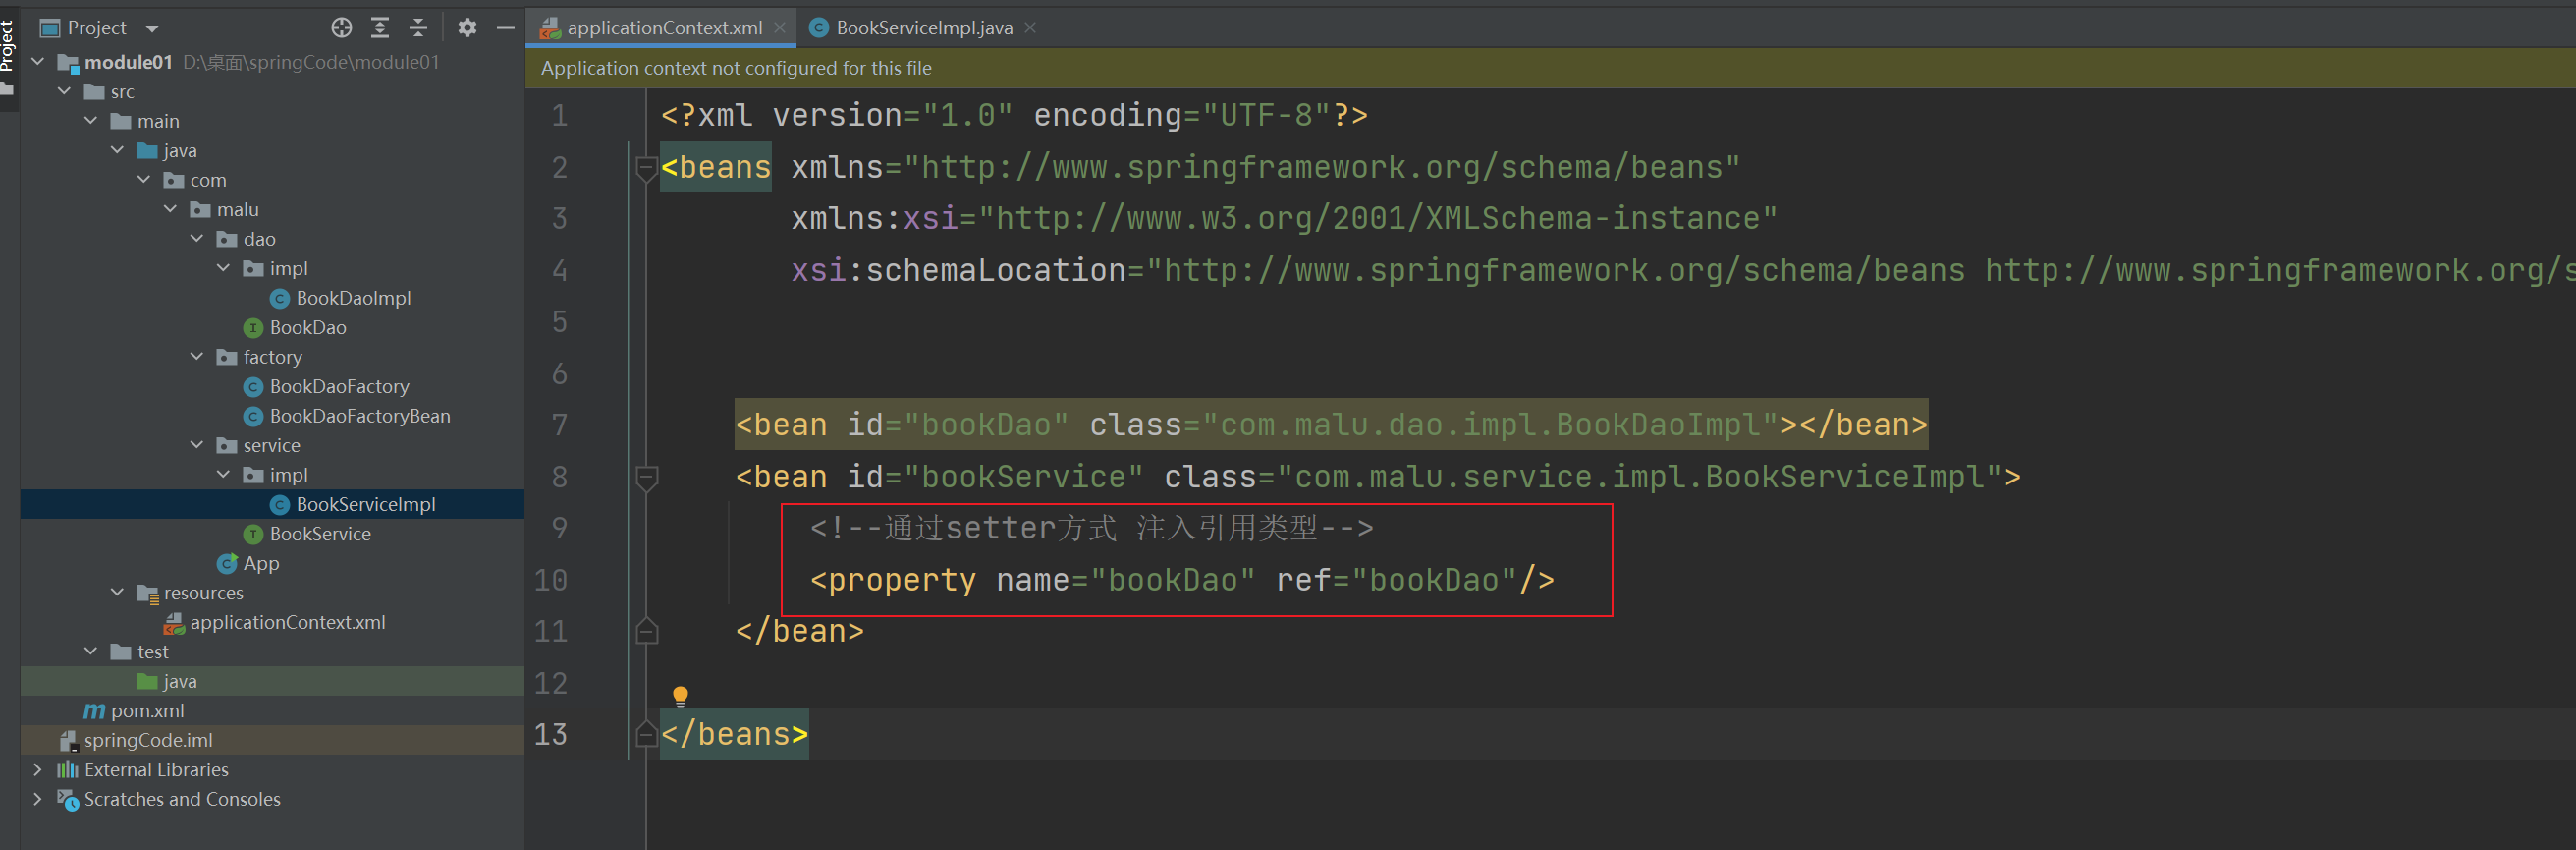 Project
Project
module01 D:\桌面\springCode\module01
src
main
java
com
malu
dao
impl
BookDaoImpl
BookDao
factory
BookDaoFactory
BookDaoFactoryBean
service
impl
BookServiceImpl
BookService
App
resources
applicationContext.xml
test
java
pom.xml
springCode.iml
External Libraries
Scratches and Consoles
applicationContext.xml BookServiceImpl.java
Application context not configured for this file
1 <?xml version="1.0" encoding="UTF-8"?>
2 <beans xmlns="http://www.springframework.org/schema/beans"
3 xmlns:xsi="http://www.w3.org/2001/XMLSchema-instance"
4 xsi:schemaLocation="http://www.springframework.org/schema/beans http://www.springframework.org/s
5
6
7 <bean id="bookDao" class="com.malu.dao.impl.BookDaoImpl"></bean>
8 <bean id="bookService" class="com.malu.service.impl.BookServiceImpl">
9 <!--通过setter方式 注入引用类型-->
10 <property name="bookDao" ref="bookDao"/>
11 </bean>
12
13 </beans>